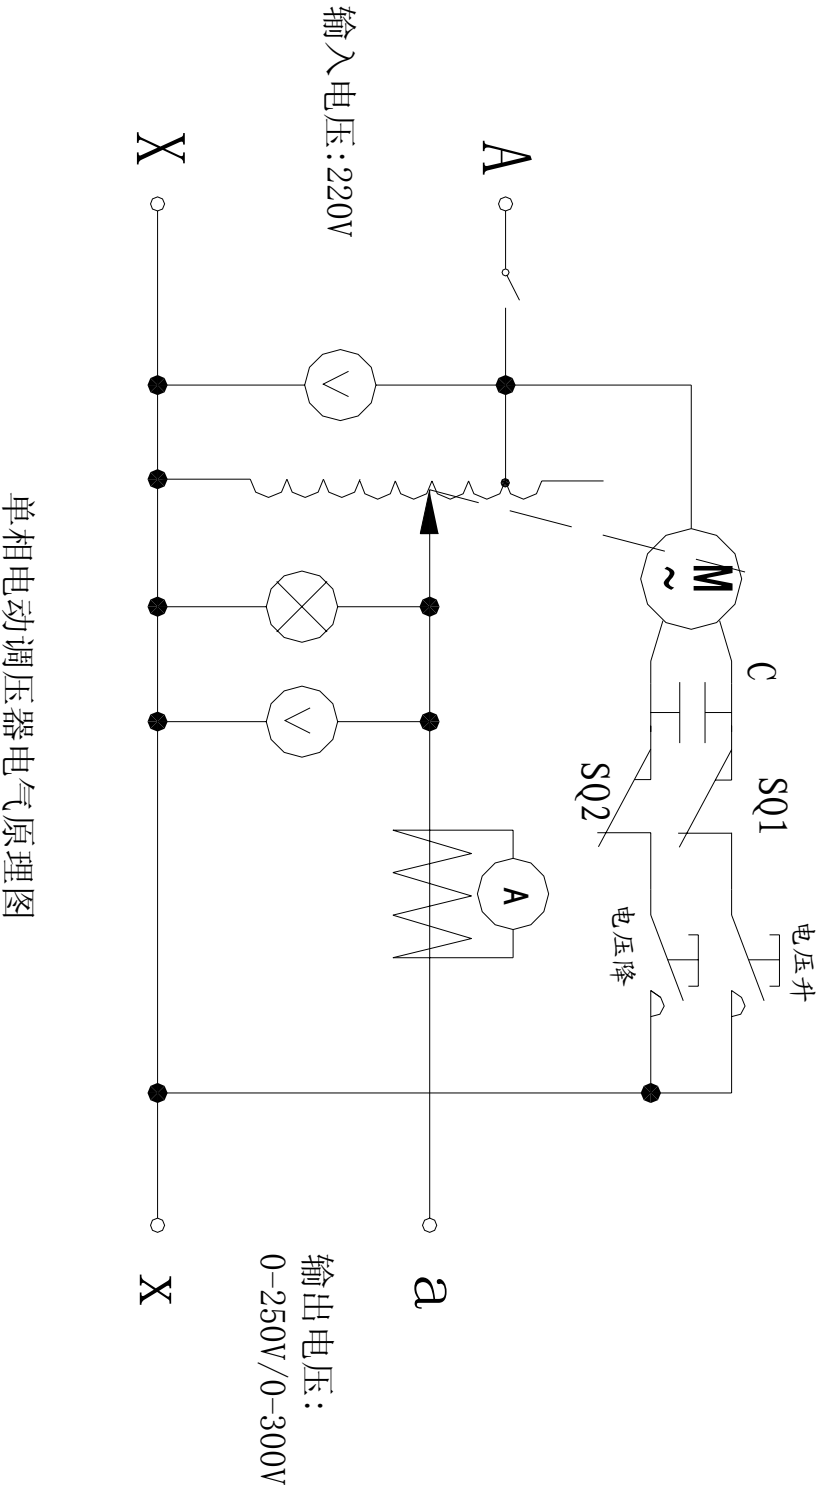 电压升
SQ1
C
M
~
SQ2
电压降
A
A
a
输入电压:220V
V
V
输出电压:
0-250V/0-300V
X
x
单相电动调压器电气原理图